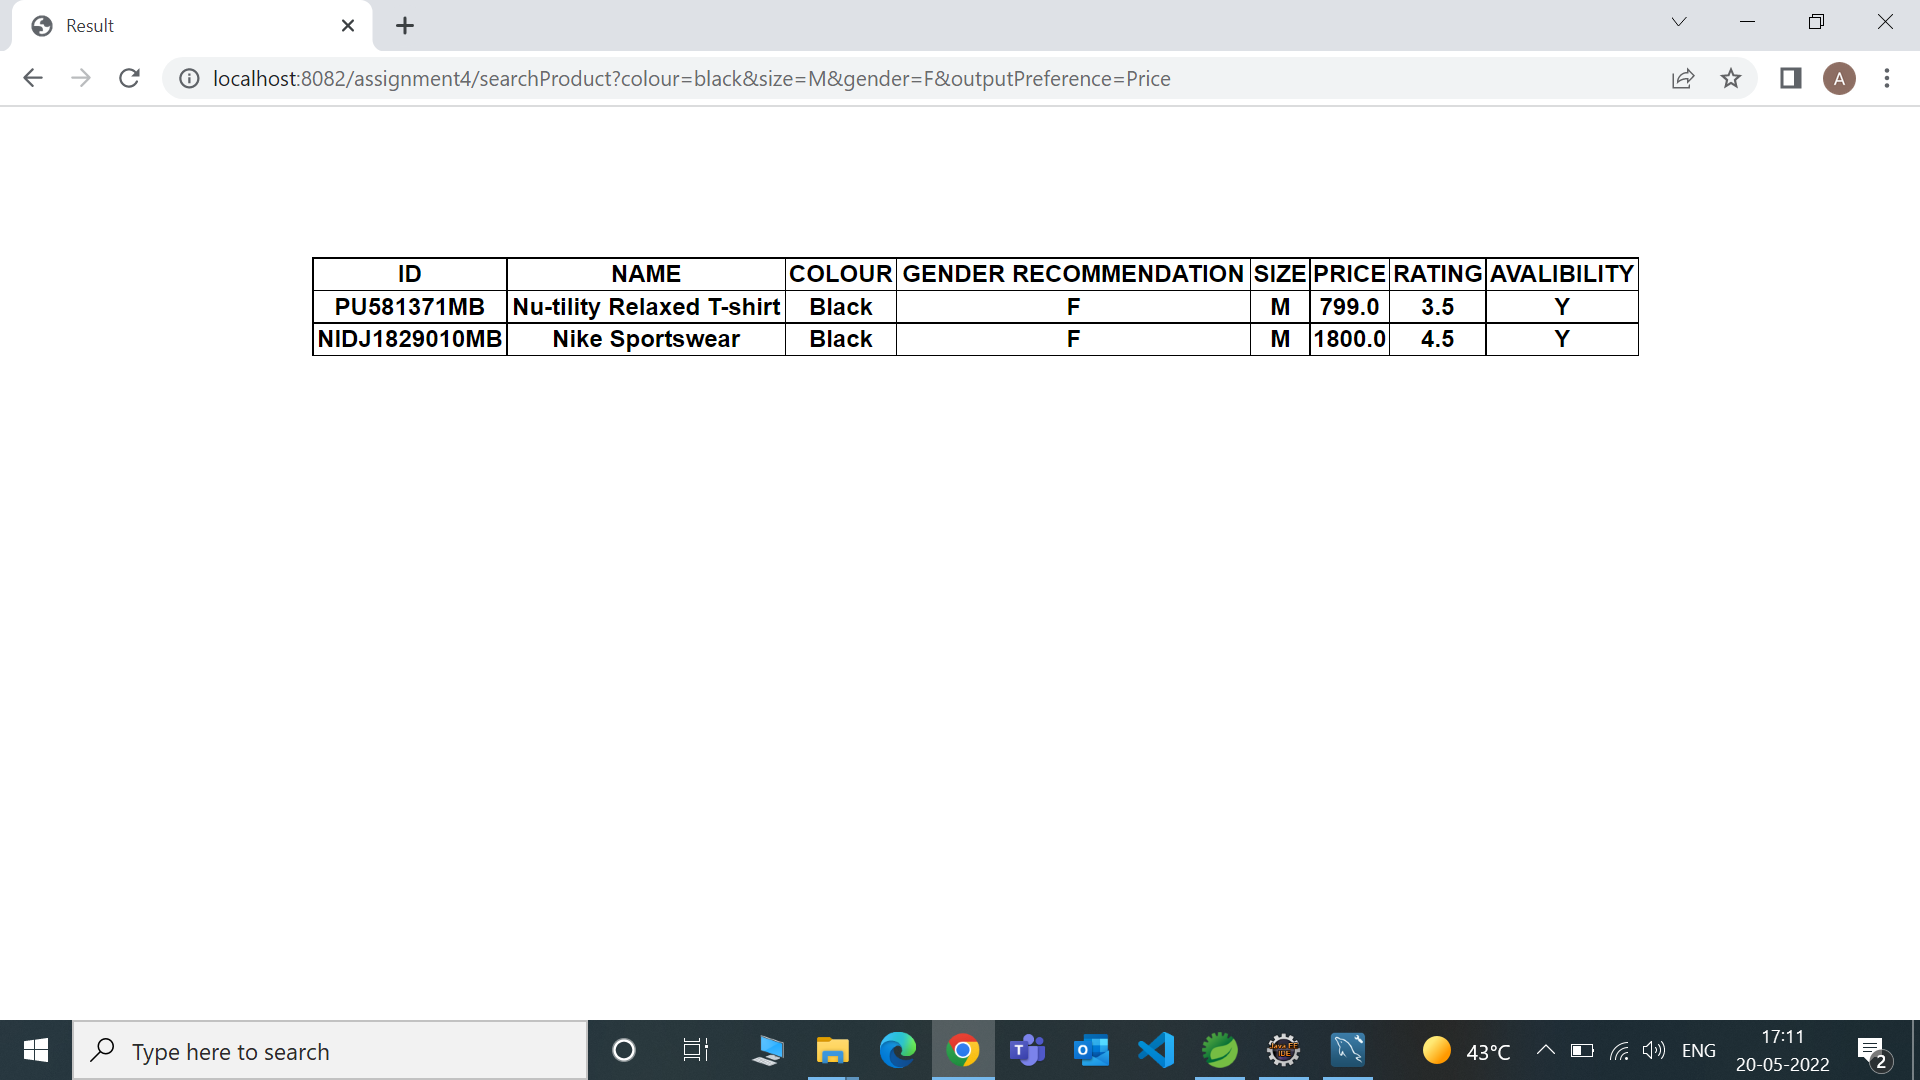 Result
localhost:8082/assignment4/searchProduct?colour=black&size=M&gender=F&outputPreference=Price
A
ID NAME COLOUR GENDER RECOMMENDATION SIZE PRICE RATING AVALIBILITY
PU581371MB Nu-tility Relaxed T-shirt Black F M 799.0 3.5 Y
NIDJ1829010MB Nike Sportswear Black F M 1800.0 4.5 Y
Type here to search
43°C
ENG
17:11
20-05-2022
2